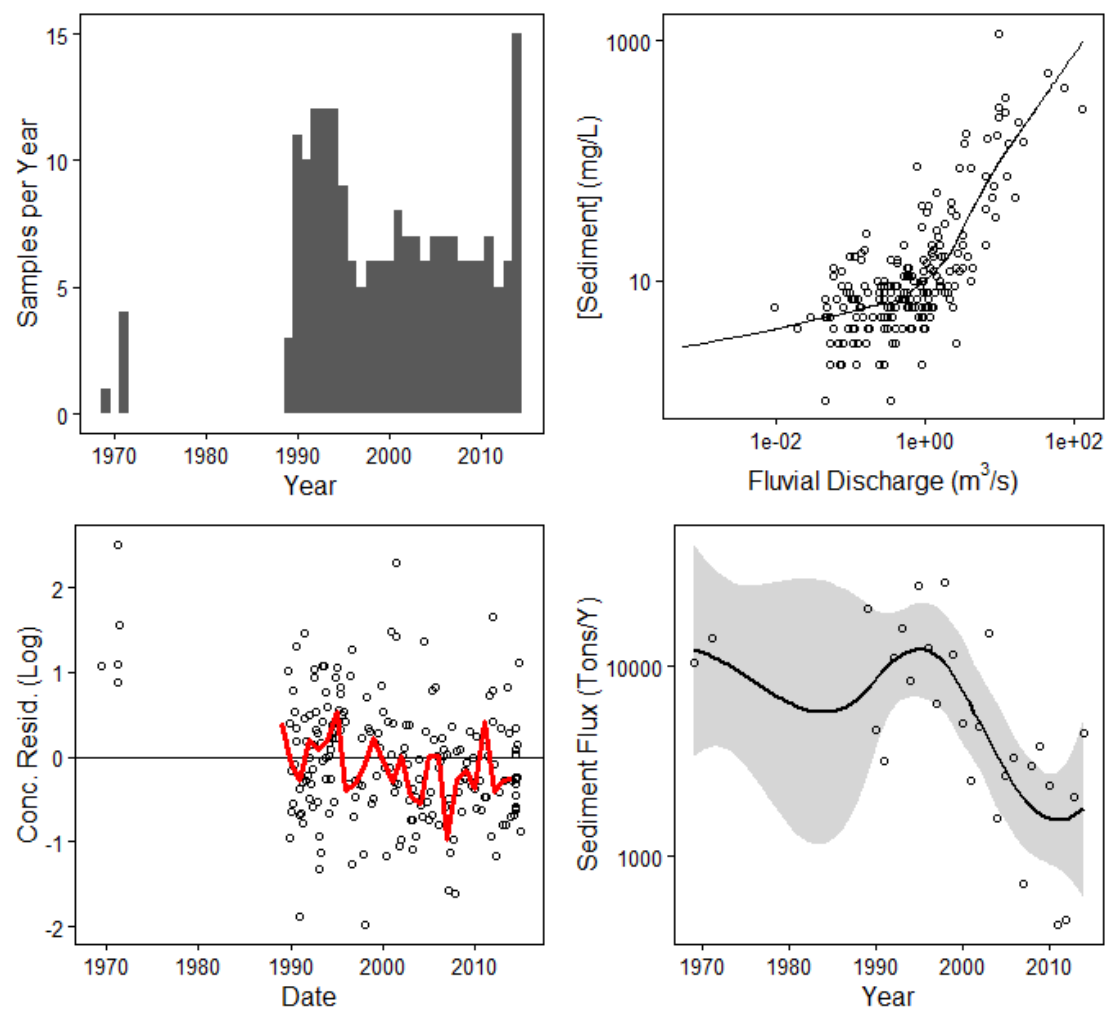 15
10
5
0
Samples per Year
1970 1980 1990 2000 2010
Year
1000
10
[Sediment] (mg/L)
1e-02 1e+00 1e+02
Fluvial Discharge (m³/s)
2
1
0
-1
-2
Conc. Resid. (Log)
1970 1980 1990 2000 2010
Date
10000
1000
Sediment Flux (Tons/Y)
1970 1980 1990 2000 2010
Year